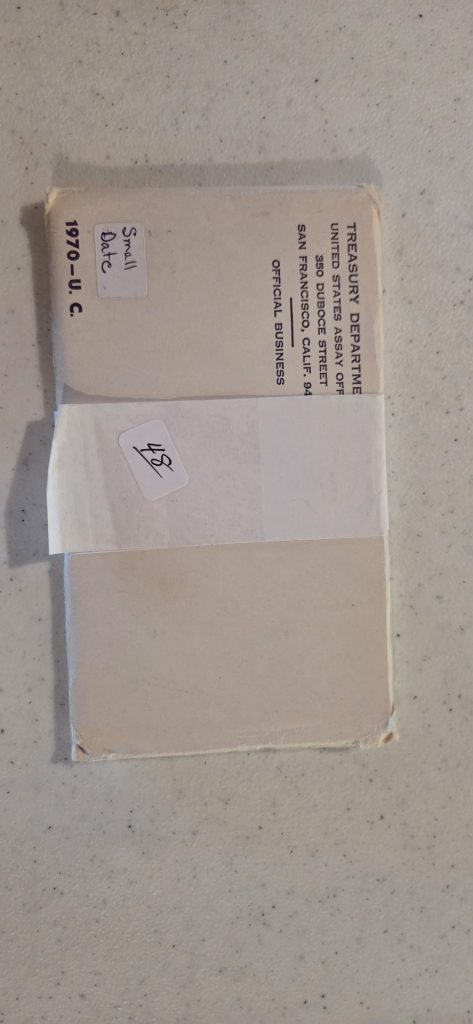 TREASURY DEPARTME
UNITED STATES ASSAY OFF
350 DUBOCE STREET
SAN FRANCISCO, CALIF. 94
OFFICIAL BUSINESS
Small
Date
1970-U. C.
48